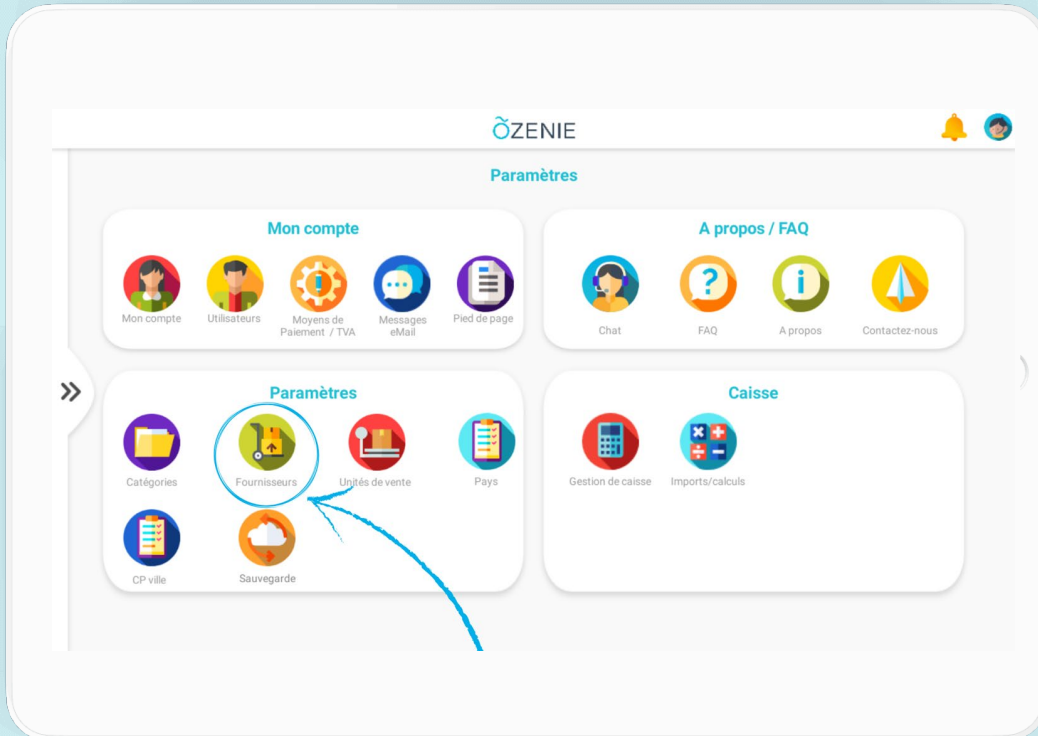 ÕZENIE
Paramètres
Mon compte
Mon compte
Utilisateurs
Moyens de
Paiement / TVA
Messages
eMail
Pied de page
A propos / FAQ
Chat
FAQ
A propos
Contactez-nous
Paramètres
Catégories
Fournisseurs
Unités de vente
Pays
CP ville
Sauvegarde
Caisse
Gestion de caisse
Imports/calculs